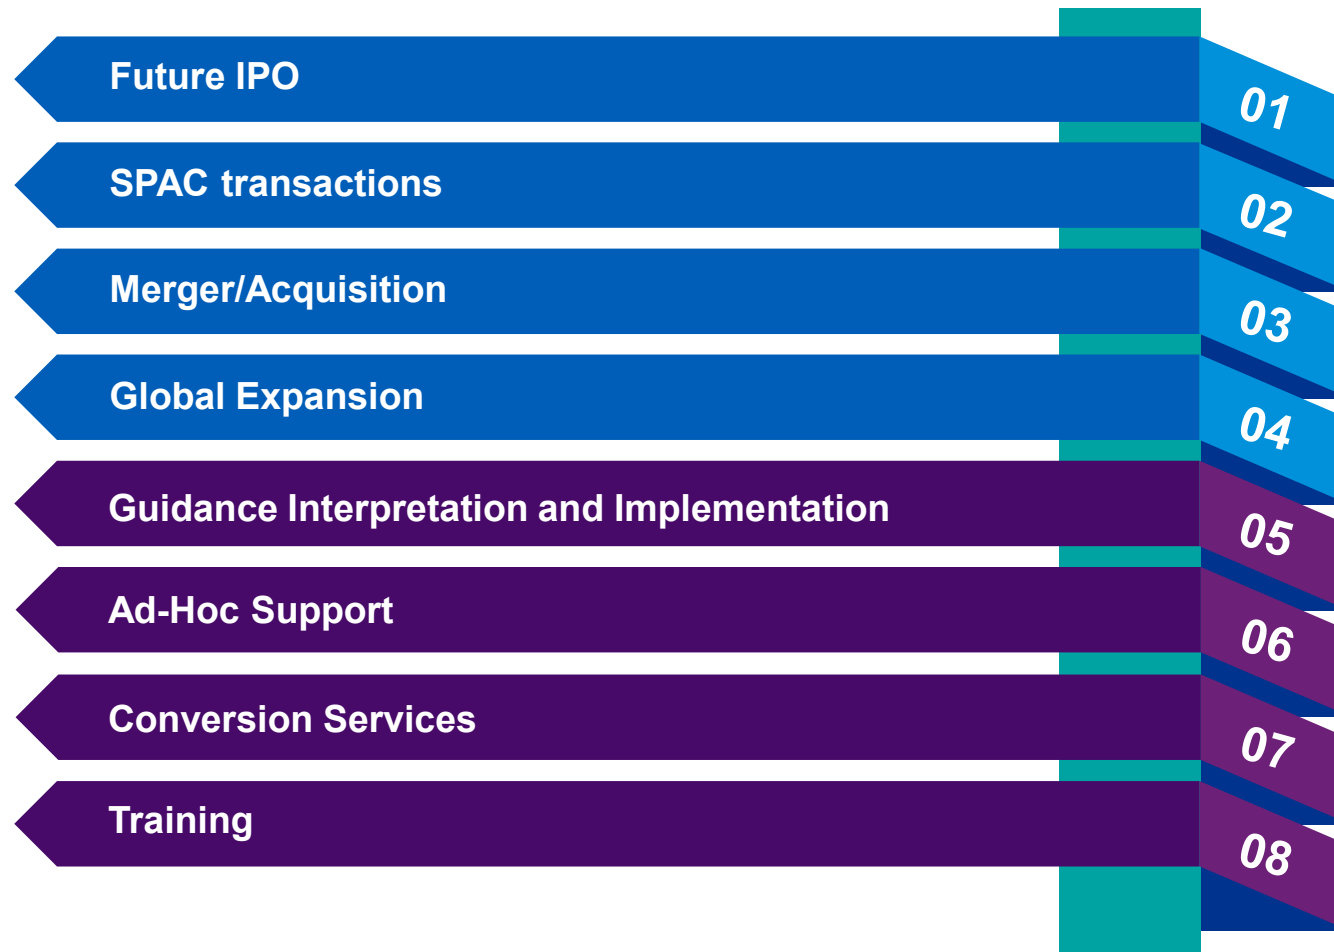 Future IPO 01
SPAC transactions 02
Merger/Acquisition 03
Global Expansion 04
Guidance Interpretation and Implementation 05
Ad-Hoc Support 06
Conversion Services 07
Training 08